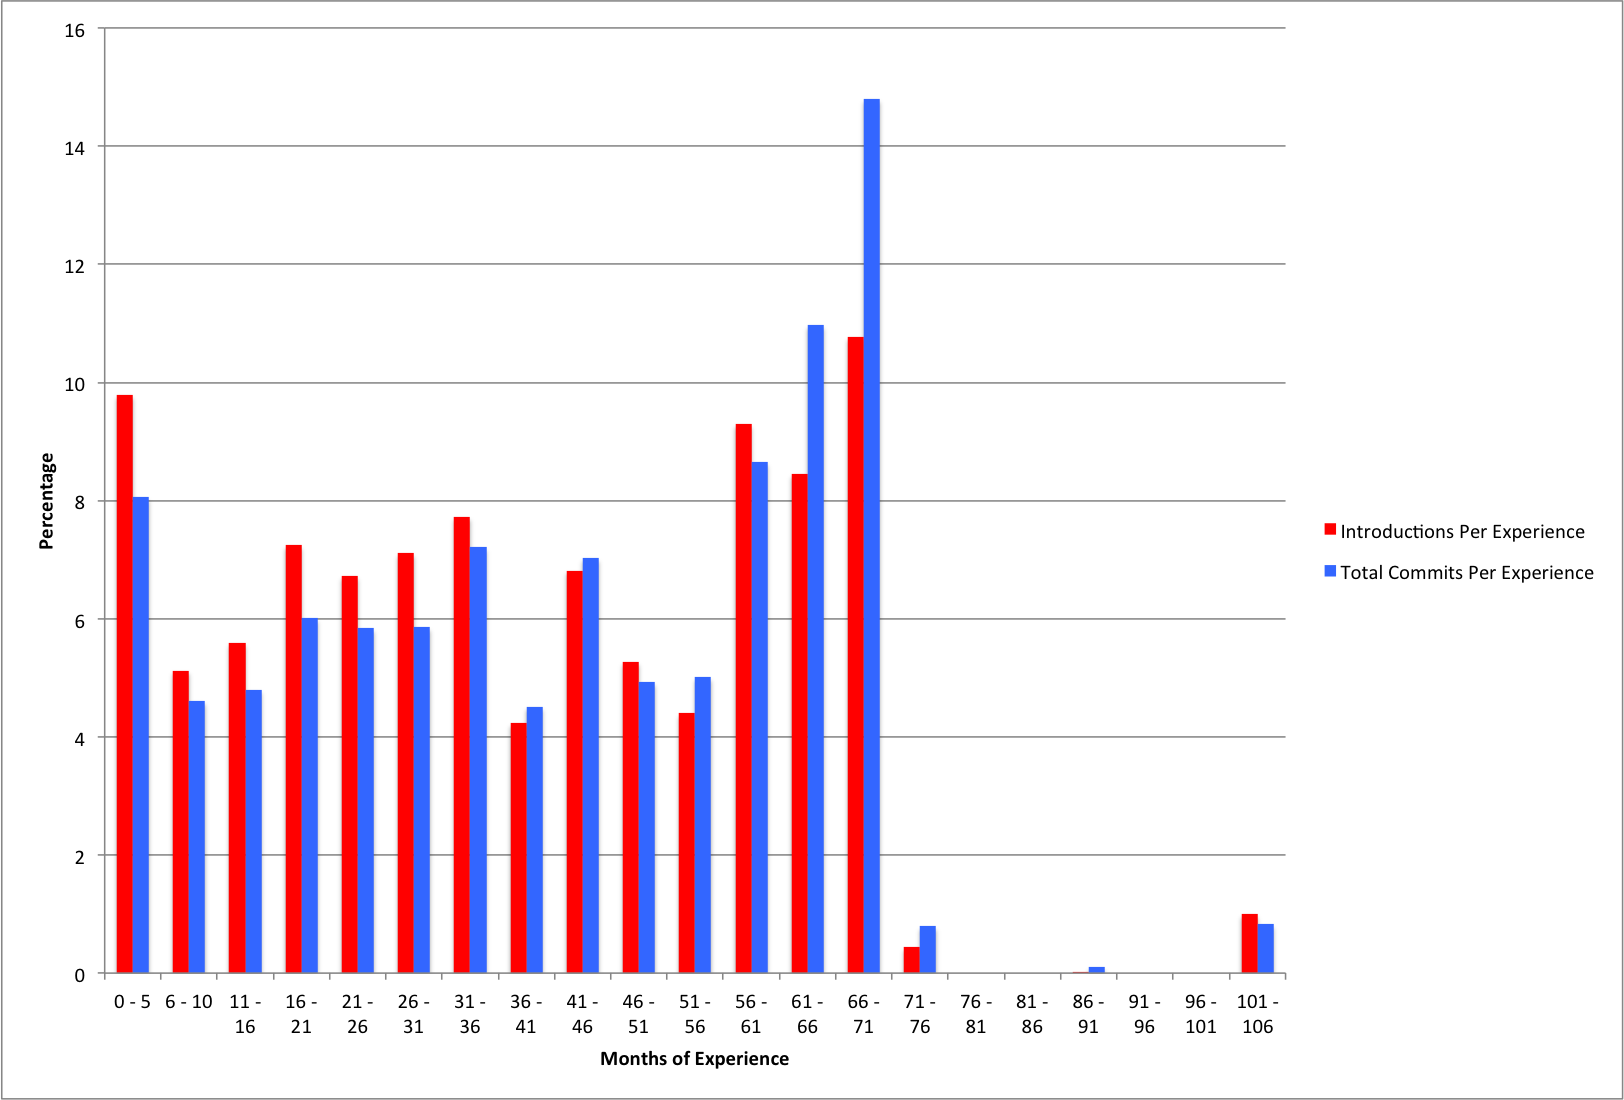 16
14
12
10
8
6
4
2
0
Percentage
0 - 5 6 - 10 11 - 16 - 21 - 26 - 31 - 36 - 41 - 46 - 51 - 56 - 61 - 66 - 71 - 76 - 81 - 86 - 91 - 96 - 101 -
16 21 26 31 36 41 46 51 56 61 66 71 76 81 86 91 96 101 106
Months of Experience
Introductions Per Experience
Total Commits Per Experience